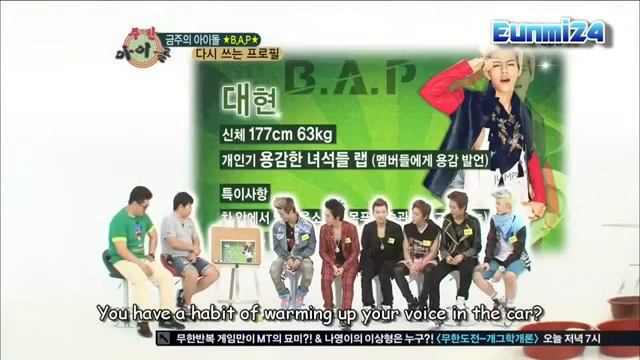 Eunmi24
주간
아이돌
금주의 아이돌 ★B.A.P★
다시 쓰는 프로필
B.A.P
대현
신체 177cm 63kg
개인기 용감한 녀석들 랩 (멤버들에게 용감 발언)
특이사항
차 안에서
You have a habit of warming up your voice in the car?
무한반복 게임만이 MT의 묘미?! & 나영이의 이상형은 누구?! <무한도전-개그학개론> 오늘 저녁 7시